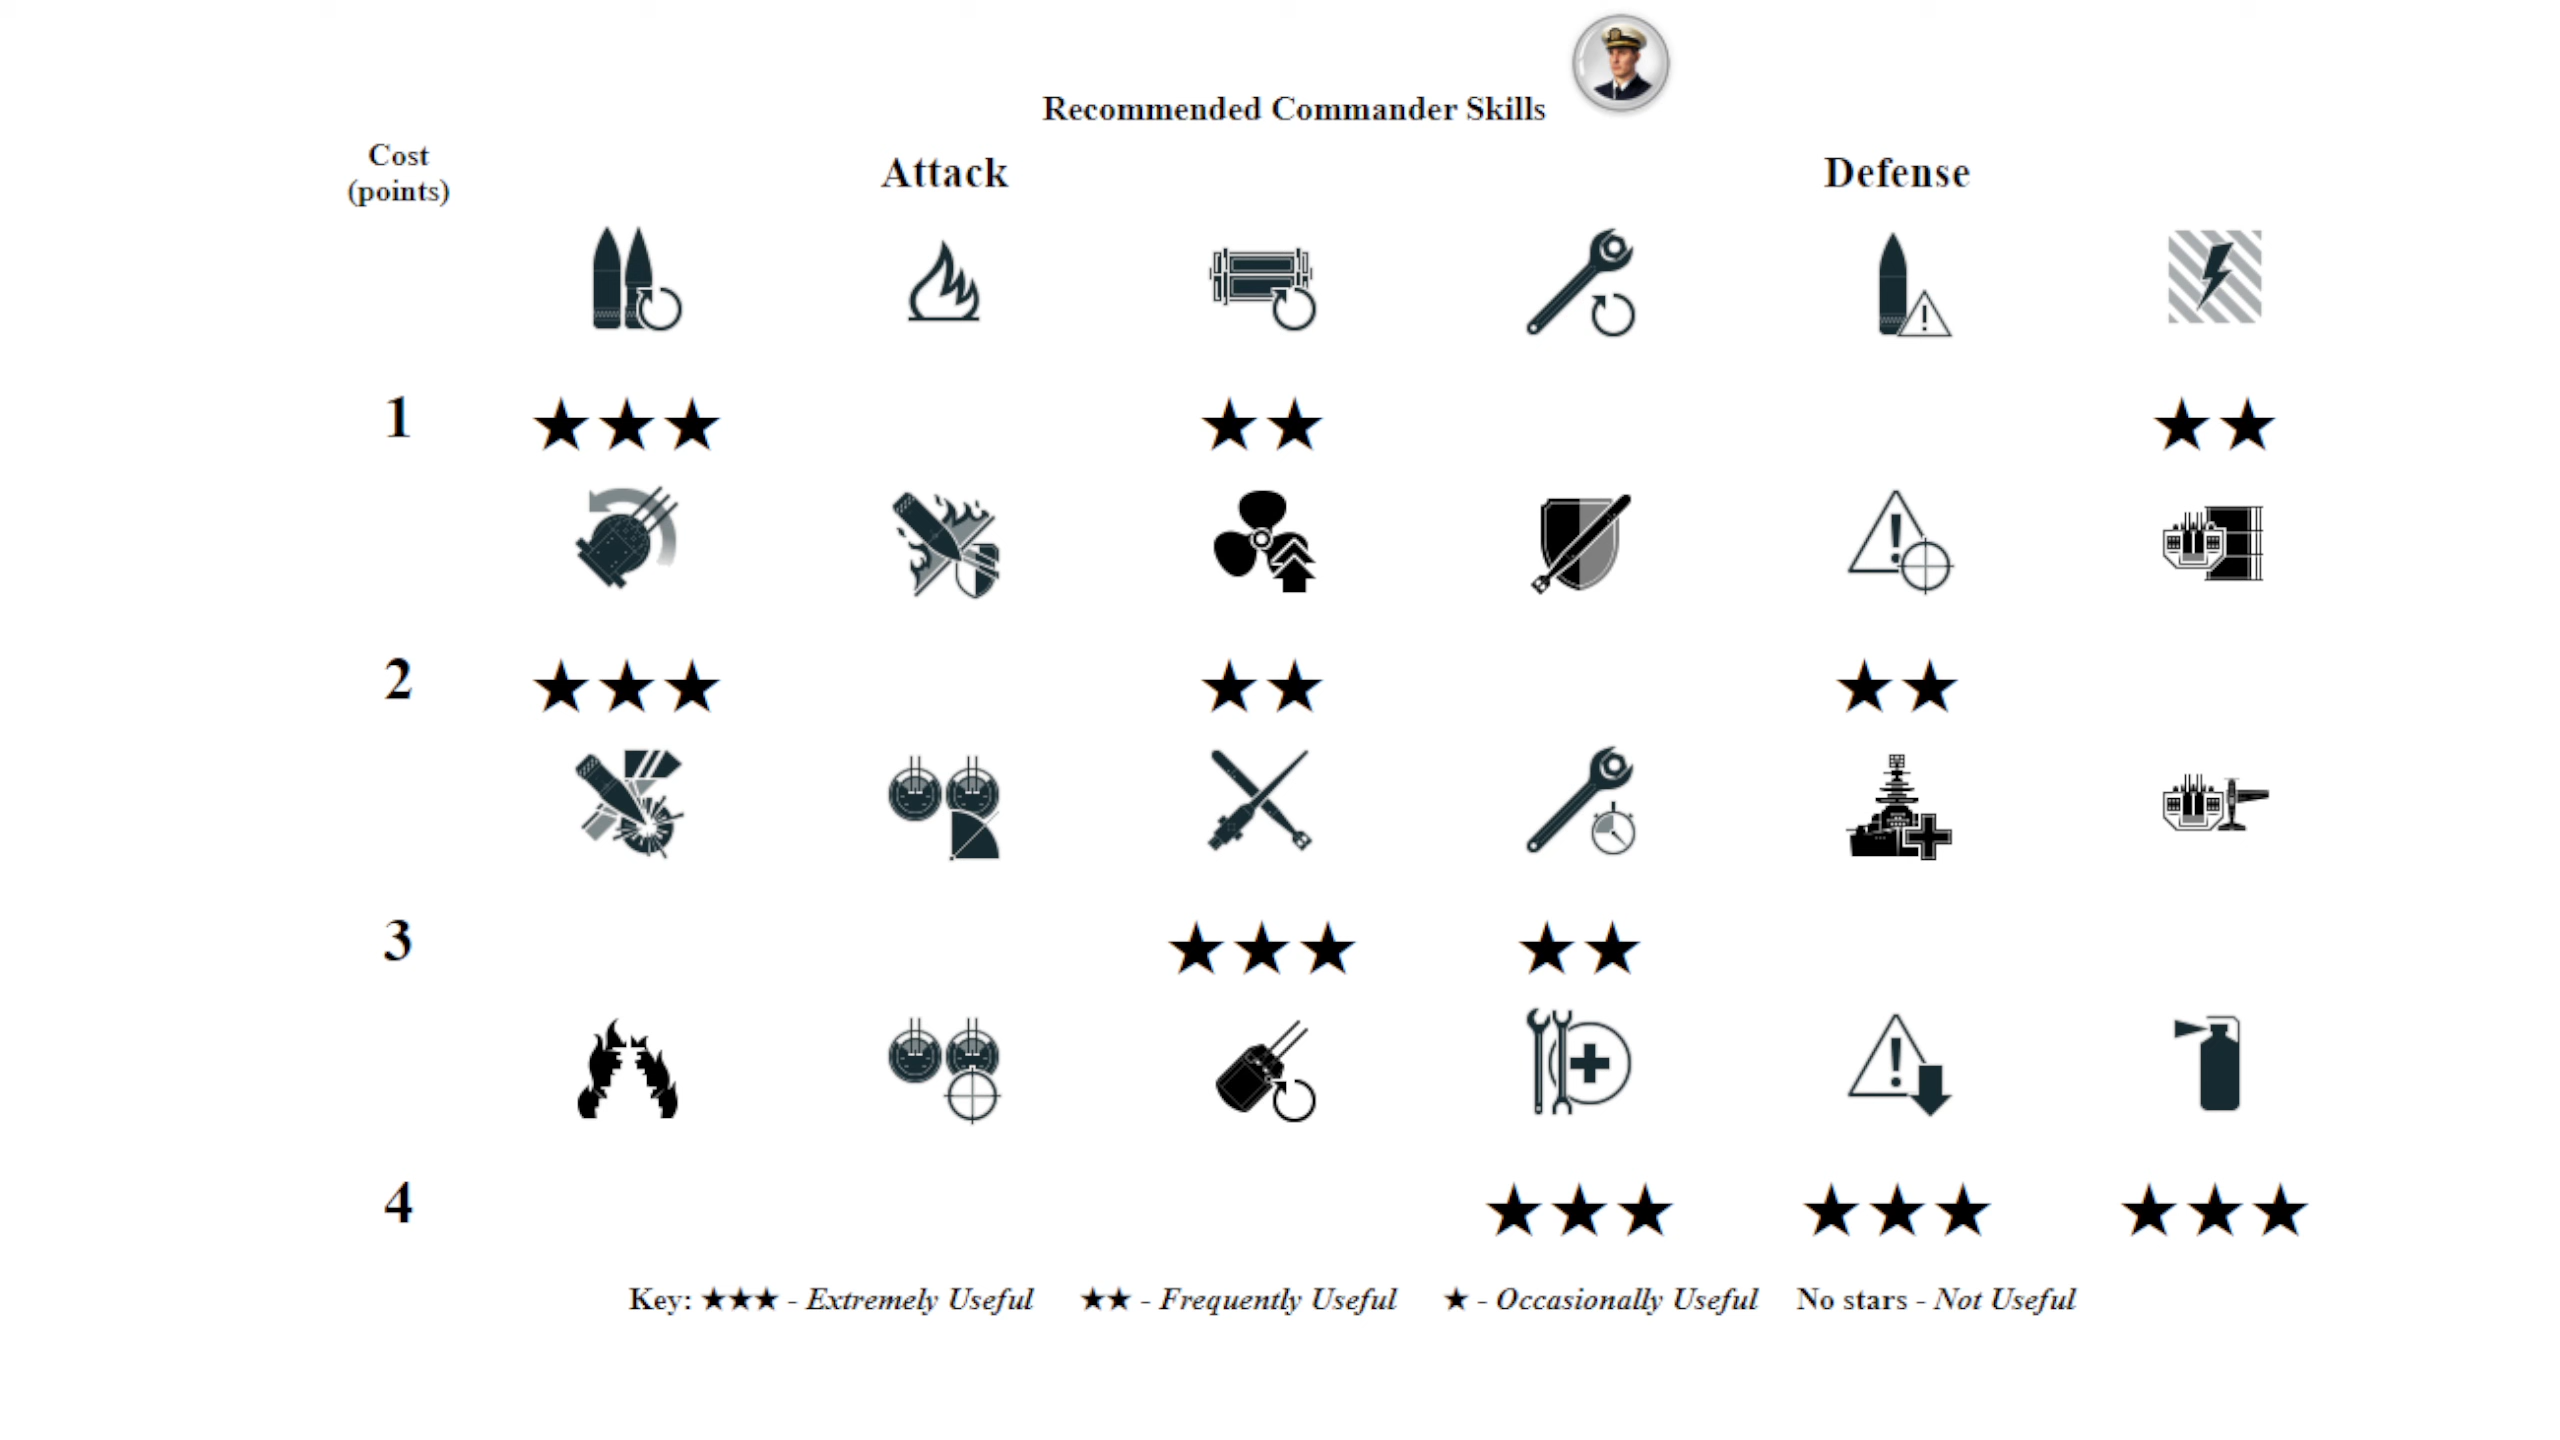 Recommended Commander Skills
Cost
(points)
Attack
Defense
1
★★★
★★
★★
2
★★★
★★
★★
3
★★★
★★
4
★★★
★★★
★★★
Key: ★★★ - Extremely Useful ★★ - Frequently Useful ★ - Occasionally Useful No stars - Not Useful